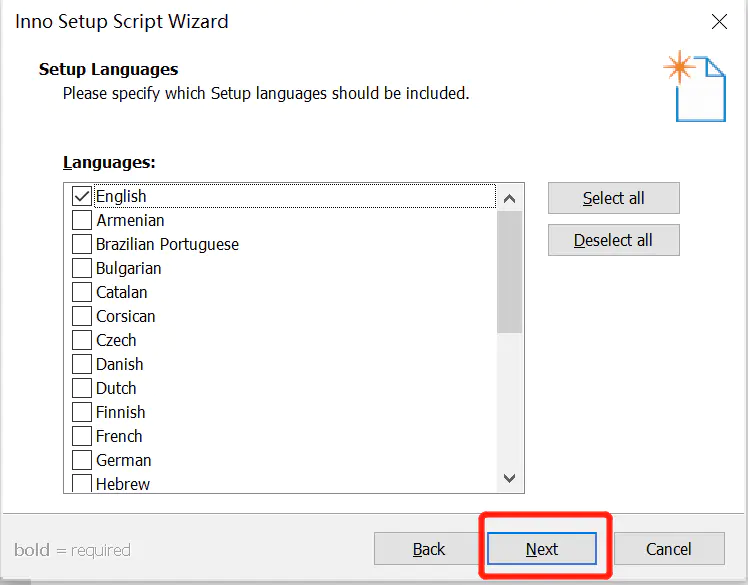 Inno Setup Script Wizard
Setup Languages
Please specify which Setup languages should be included.
Languages:
English
Armenian
Brazilian Portuguese
Bulgarian
Catalan
Corsican
Czech
Danish
Dutch
Finnish
French
German
Hebrew
Select all
Deselect all
bold = required
Back
Next
Cancel